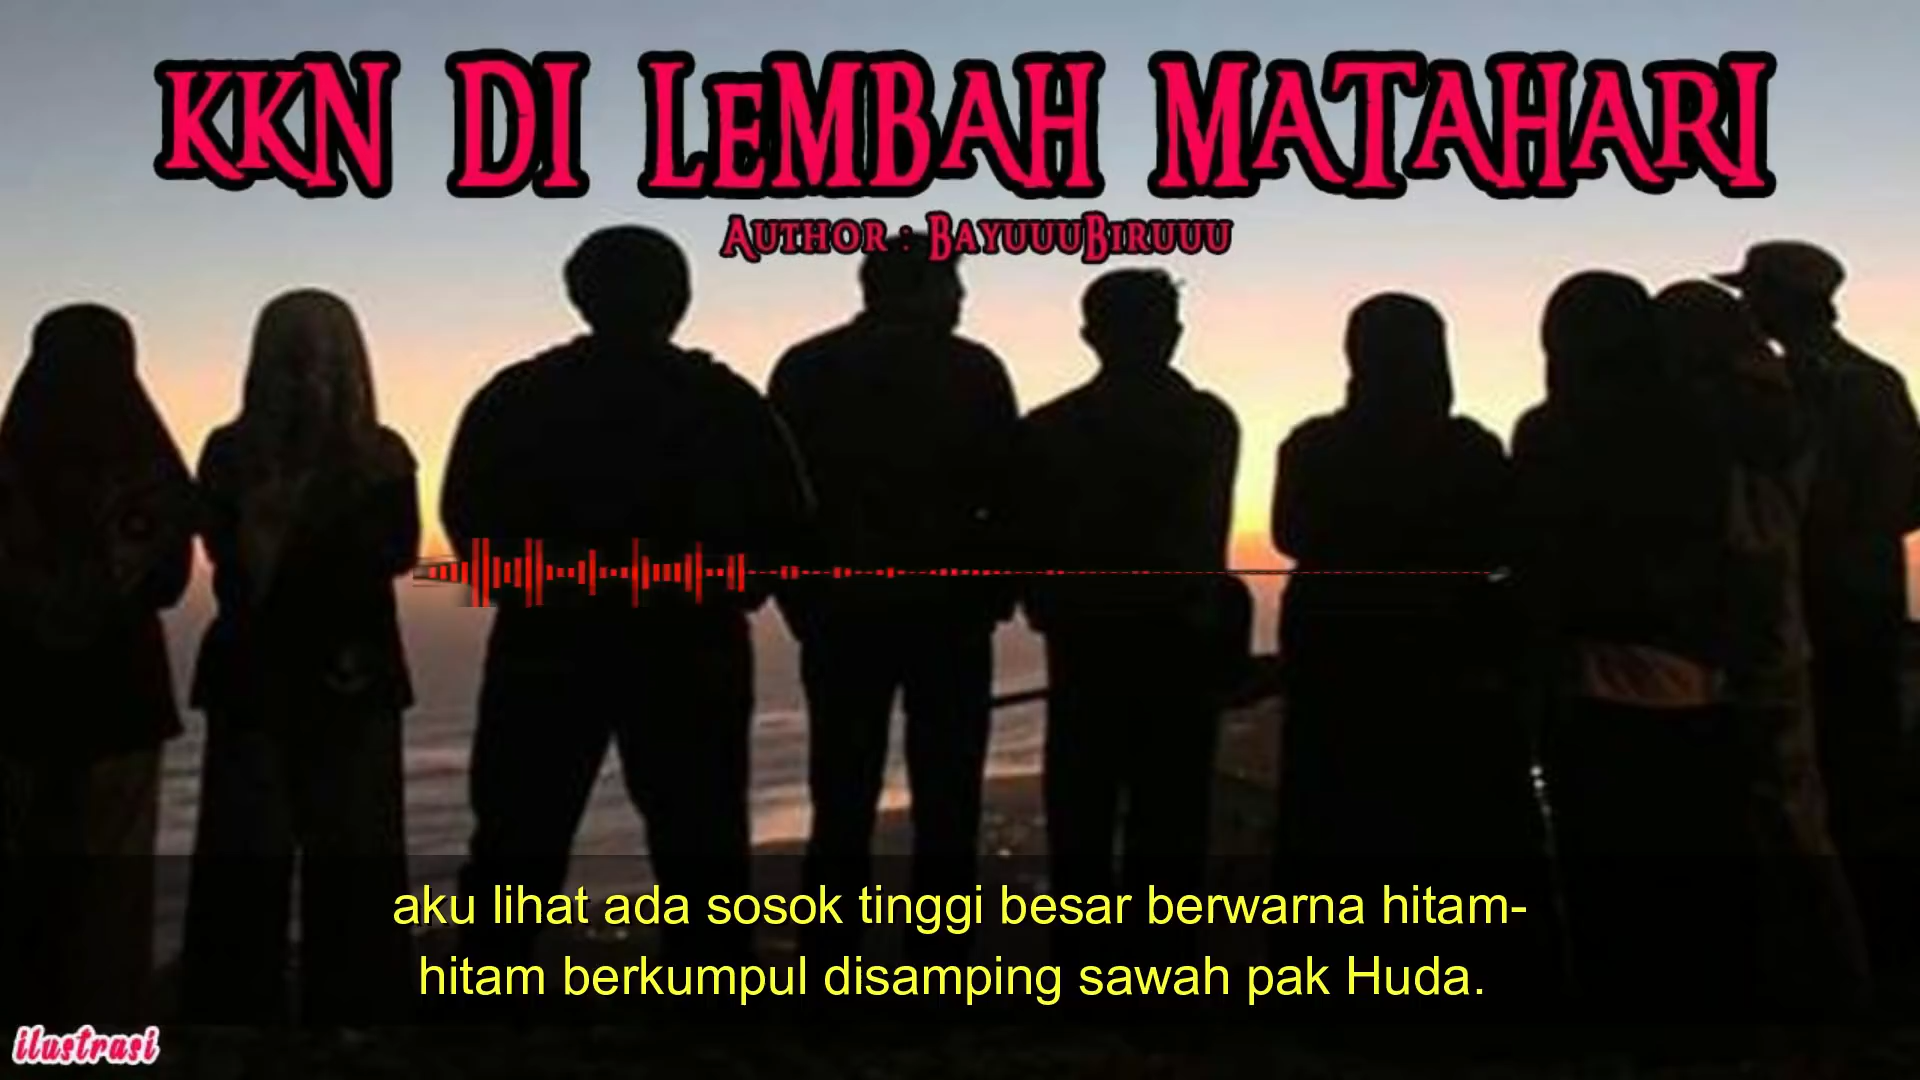 KKN DI LEMBAH MATAHARI
AUTHOR : BAYUUUBIRUUU
aku lihat ada sosok tinggi besar berwarna hitam-
hitam berkumpul disamping sawah pak Huda.
ilustrasi